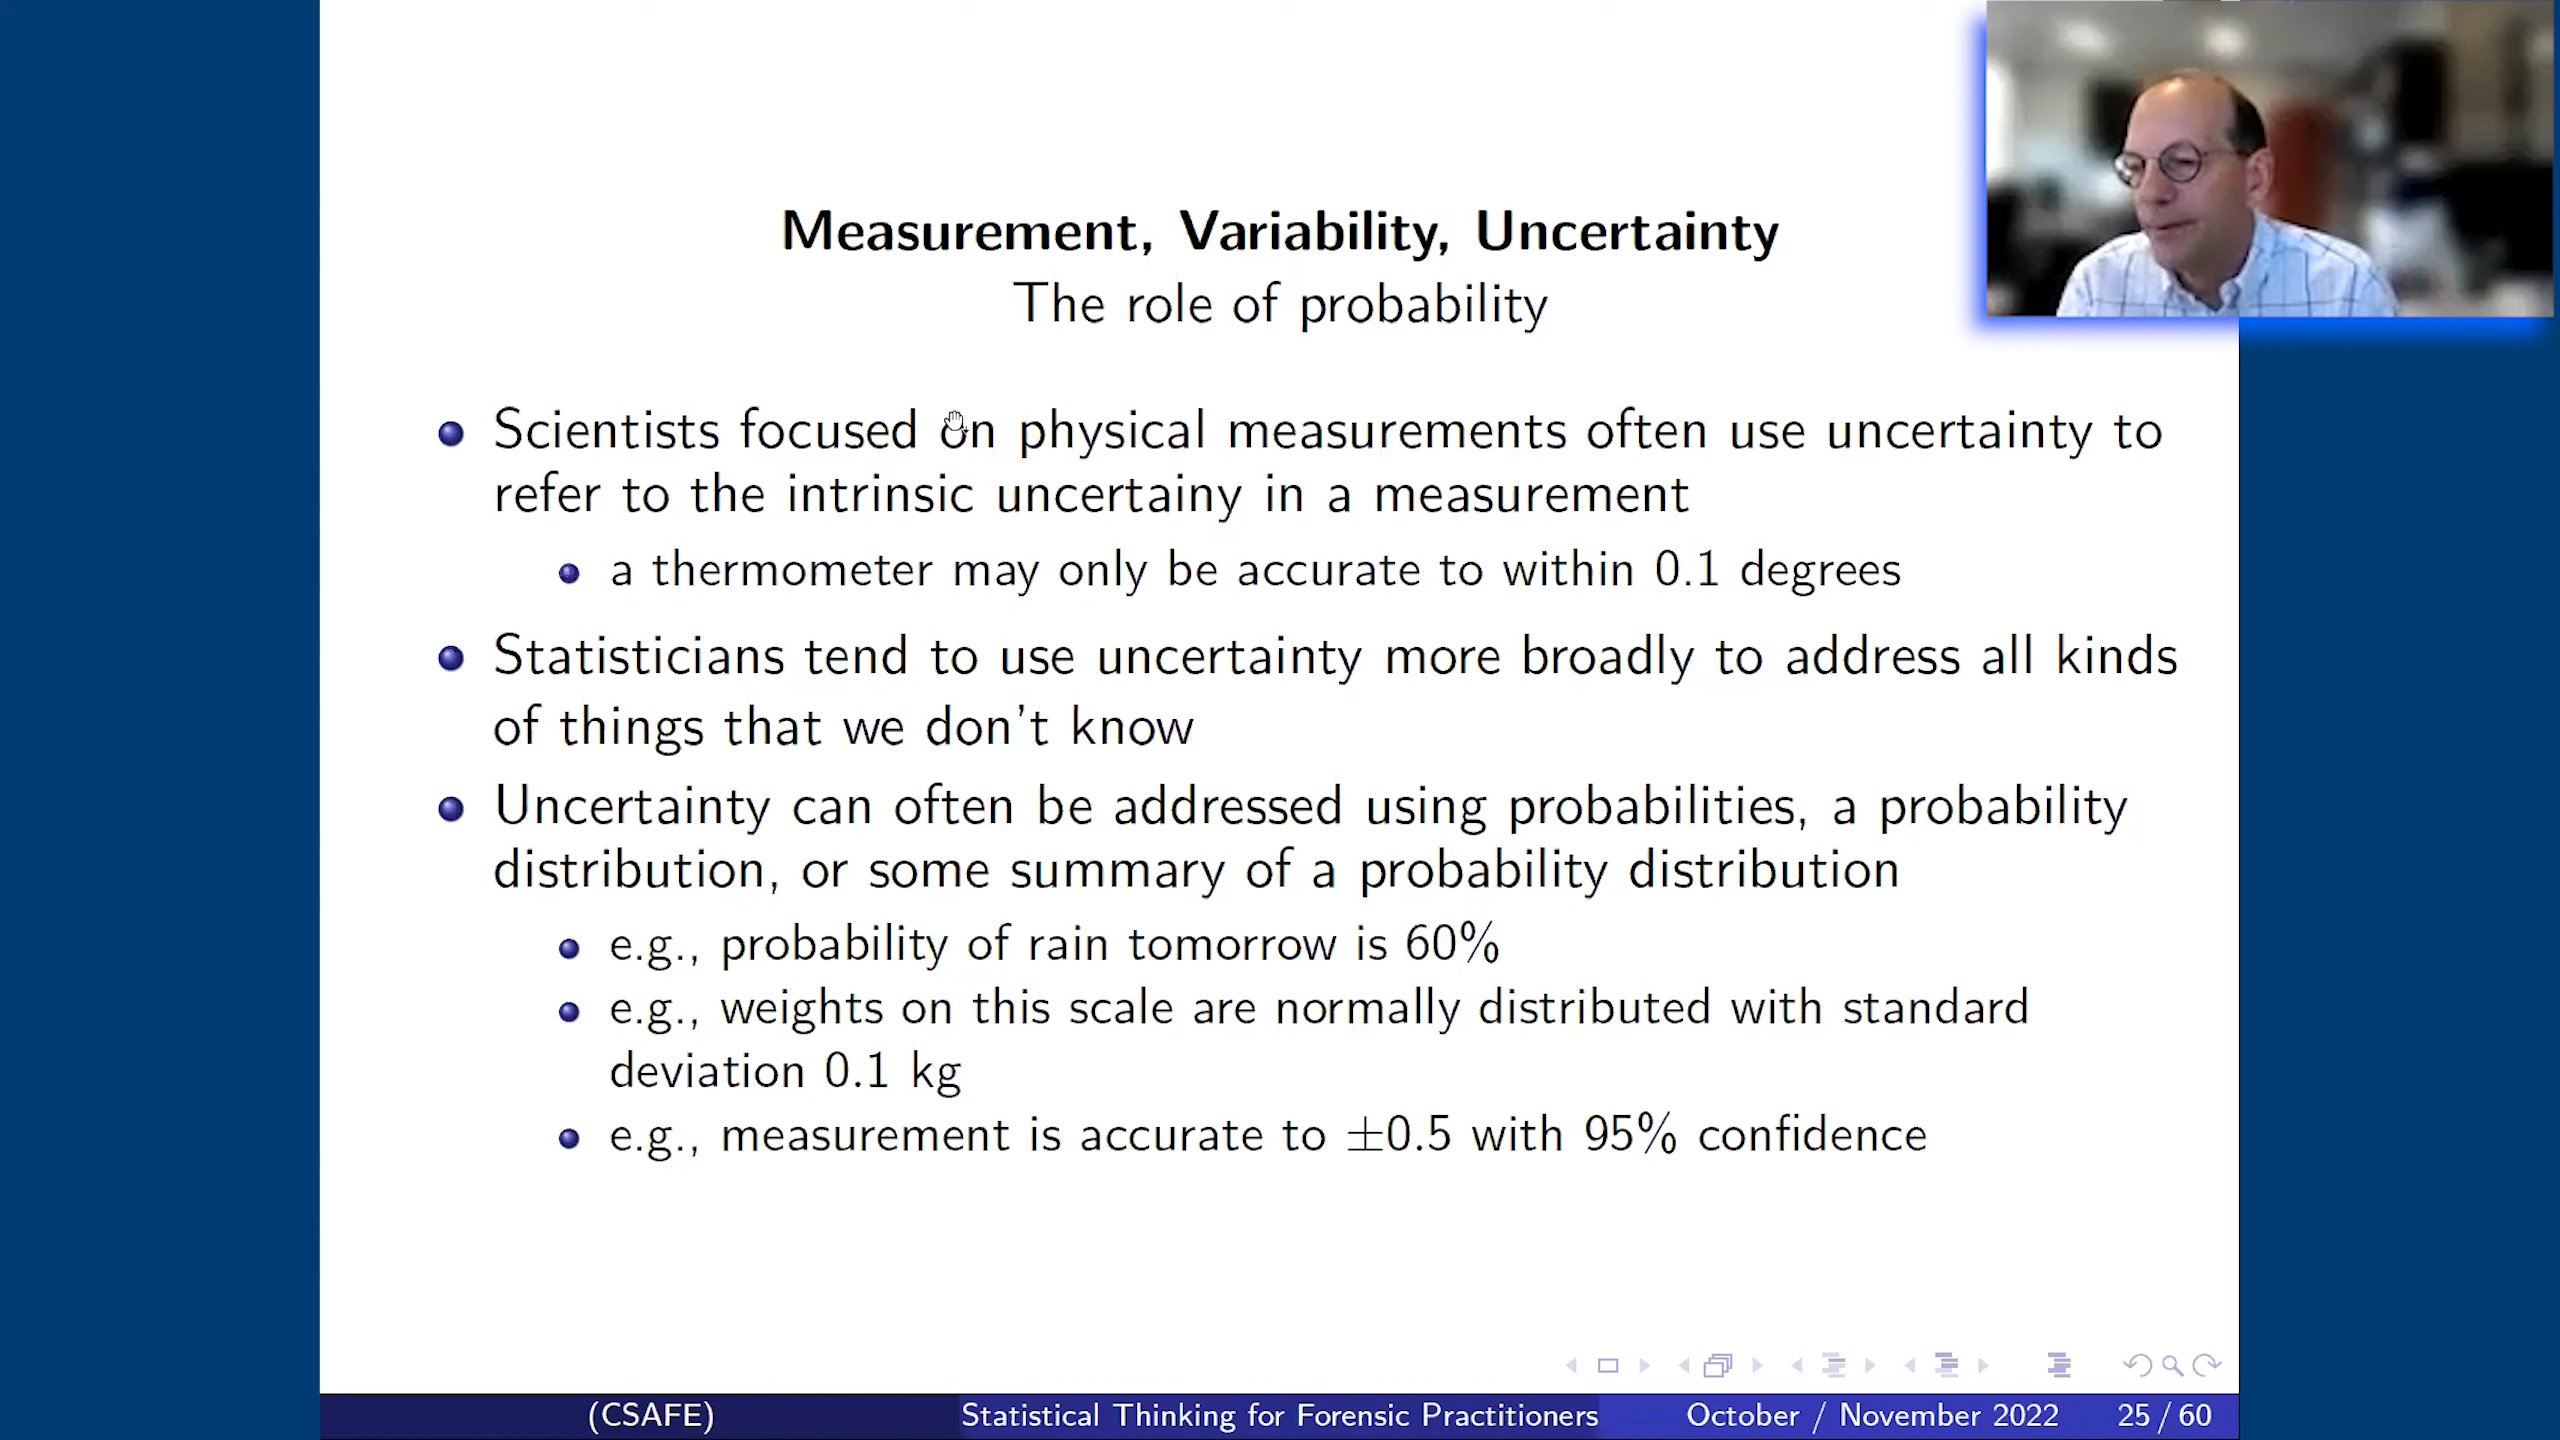 Measurement, Variability, Uncertainty
The role of probability
Scientists focused on physical measurements often use uncertainty to
refer to the intrinsic uncertainy in a measurement
a thermometer may only be accurate to within 0.1 degrees
Statisticians tend to use uncertainty more broadly to address all kinds
of things that we don't know
Uncertainty can often be addressed using probabilities, a probability
distribution, or some summary of a probability distribution
e.g., probability of rain tomorrow is 60%
e.g., weights on this scale are normally distributed with standard
deviation 0.1 kg
e.g., measurement is accurate to ±0.5 with 95% confidence
(CSAFE) Statistical Thinking for Forensic Practitioners October / November 2022 25 / 60